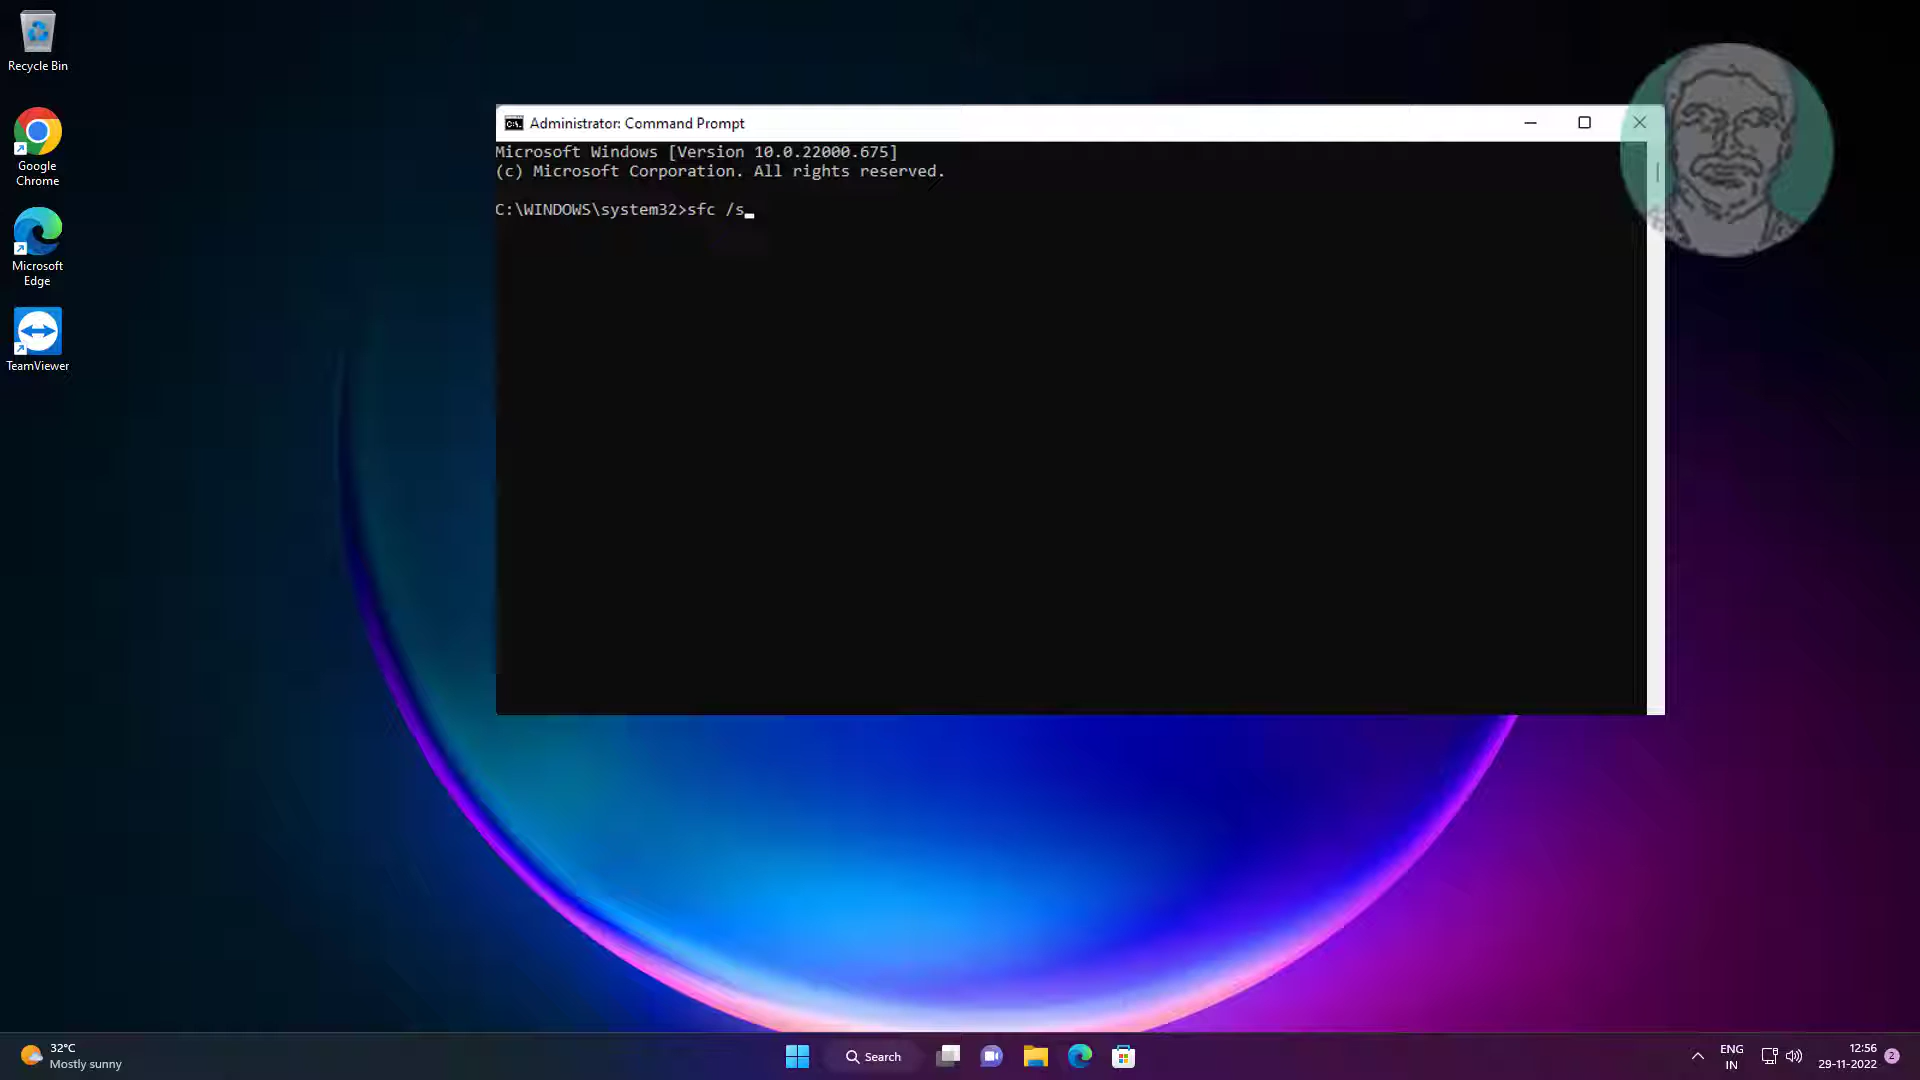 Recycle Bin
Google
Chrome
Microsoft
Edge
TeamViewer
Administrator: Command Prompt
Microsoft Windows [Version 10.0.22000.675]
(c) Microsoft Corporation. All rights reserved.
C:\WINDOWS\system32>sfc /s
32°C
Mostly sunny
Search
ENG
IN
12:56
29-11-2022
2